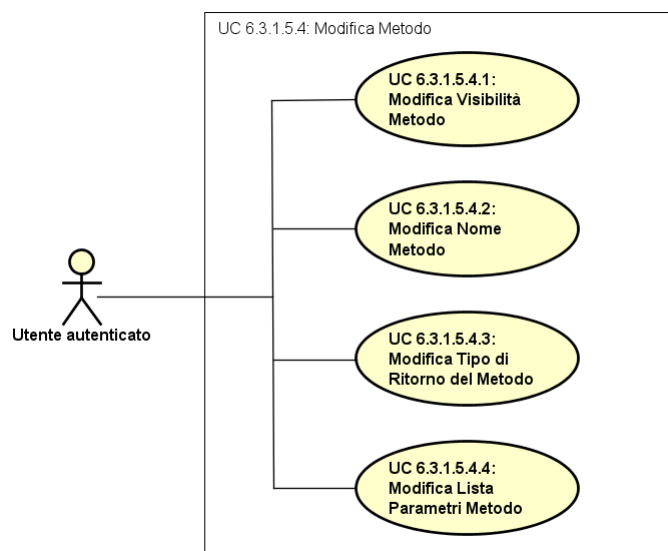 UC 6.3.1.5.4: Modifica Metodo
UC 6.3.1.5.4.1:
Modifica Visibilità
Metodo
UC 6.3.1.5.4.2:
Modifica Nome
Metodo
Utente autenticato
UC 6.3.1.5.4.3:
Modifica Tipo di
Ritorno del Metodo
UC 6.3.1.5.4.4:
Modifica Lista
Parametri Metodo